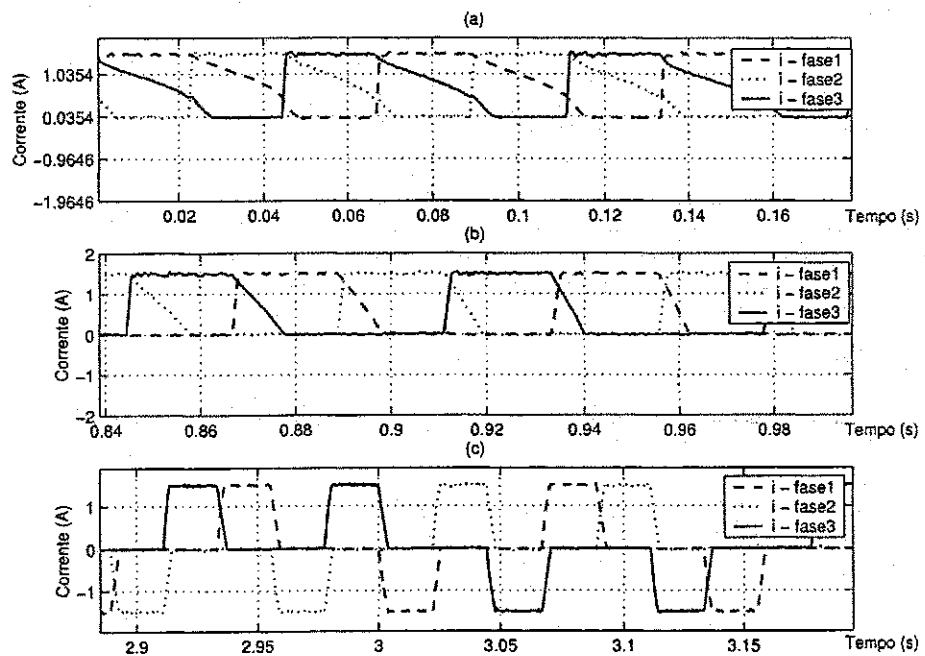 (a)
1.0354
0.0354
-0.9646
-1.9646
Corrente (A)
i - fase1
i - fase2
i - fase3
0.02
0.04
0.06
0.08
0.1
0.12
0.14
0.16
Tempo (s)
(b)
2
1
0
-1
-2
Corrente (A)
i - fase1
i - fase2
i - fase3
0.84
0.86
0.88
0.9
0.92
0.94
0.96
0.98
Tempo (s)
(c)
1
0
-1
Corrente (A)
i - fase1
i - fase2
i - fase3
2.9
2.95
3
3.05
3.1
3.15
Tempo (s)